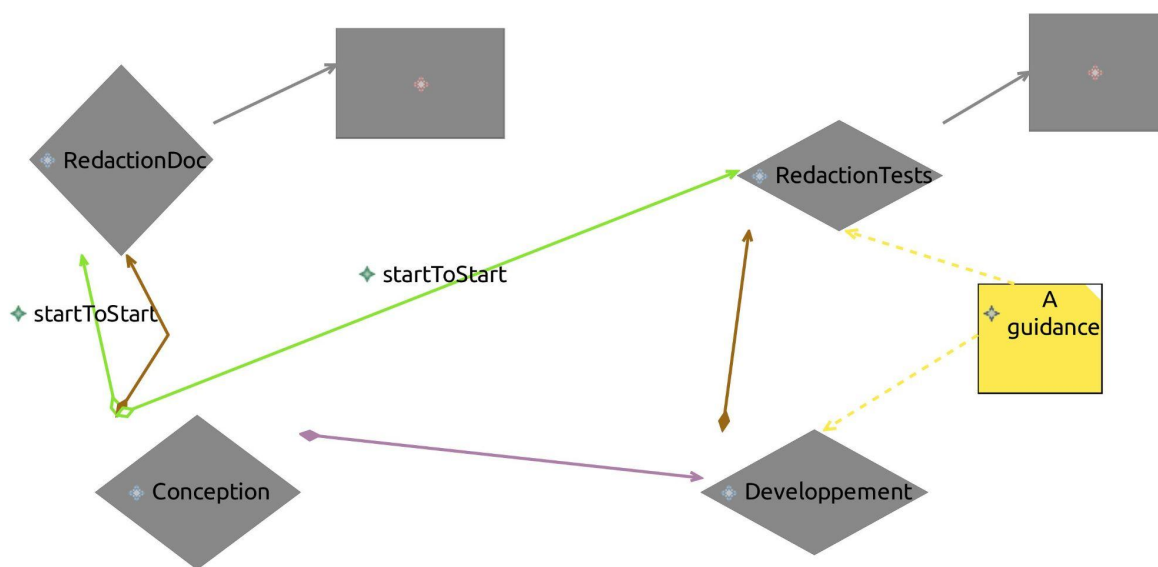 RedactionDoc
RedactionTests
startToStart
startToStart
A
guidance
Conception
Developpement